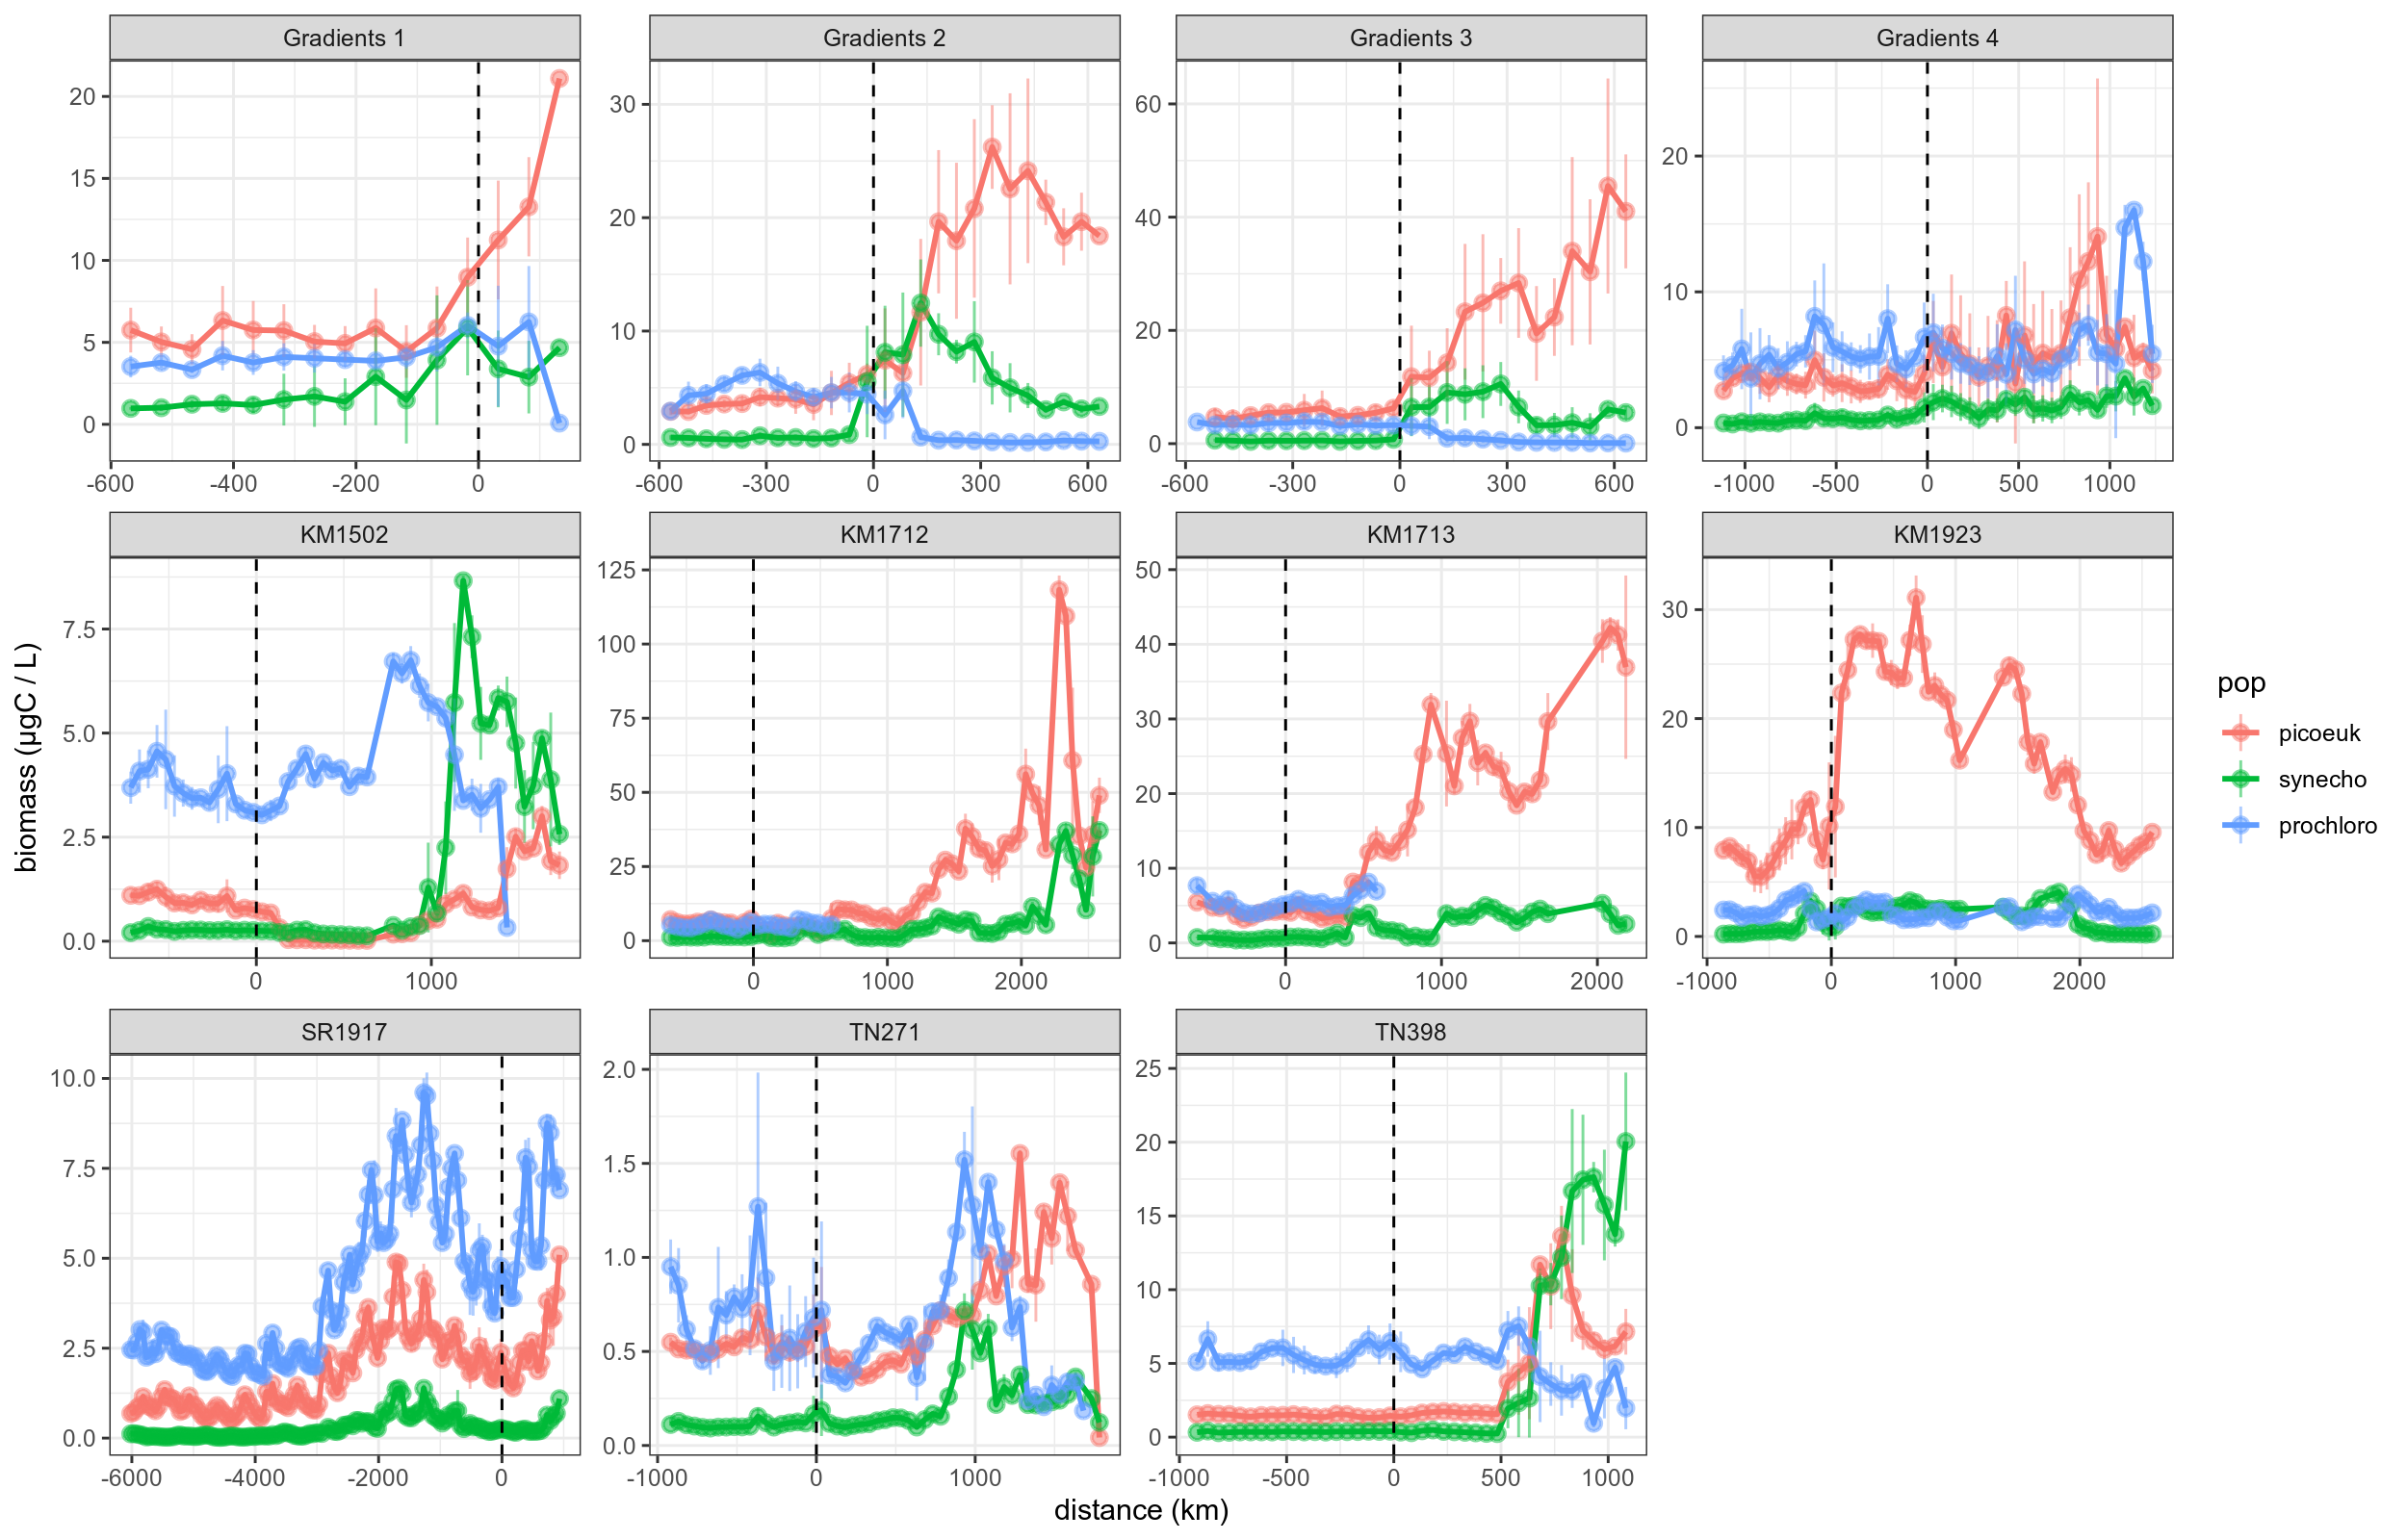 Gradients 1 Gradients 2 Gradients 3 Gradients 4
20
15
10
5
0
-600 -400 -200 0
30
20
10
0
-600 -300 0 300 600
60
40
20
0
-600 -300 0 300 600
20
10
0
-1000 -500 0 500 1000
KM1502 KM1712 KM1713 KM1923
7.5
5.0
2.5
0.0
0 1000
125
100
75
50
25
0
0 1000 2000
50
40
30
20
10
0
0 1000 2000
30
20
10
0
-1000 0 1000 2000
SR1917 TN271 TN398
10.0
7.5
5.0
2.5
0.0
-6000 -4000 -2000 0
2.0
1.5
1.0
0.5
0.0
-1000 0 1000
25
20
15
10
5
0
-1000 -500 0 500 1000
biomass (µgC / L)
distance (km)
pop
picoeuk
synecho
prochloro